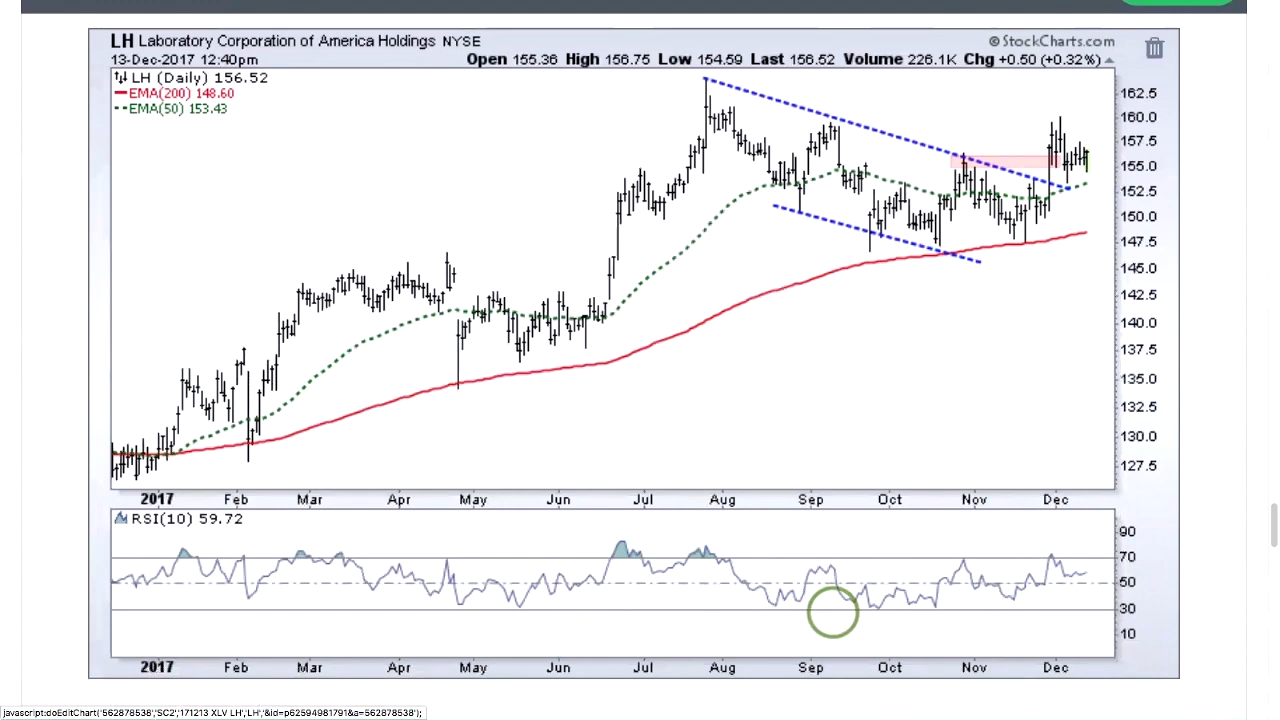 LH Laboratory Corporation of America Holdings NYSE
© StockCharts.com
13-Dec-2017 12:40pm
Open 155.36 High 156.75 Low 154.59 Last 156.52 Volume 226.1K Chg +0.50 (+0.32%)
LH (Daily) 156.52
EMA(200) 148.60
EMA(50) 153.43
162.5
160.0
157.5
155.0
152.5
150.0
147.5
145.0
142.5
140.0
137.5
135.0
132.5
130.0
127.5
2017 Feb Mar Apr May Jun Jul Aug Sep Oct Nov Dec
RSI(10) 59.72
90
70
50
30
10
2017 Feb Mar Apr May Jun Jul Aug Sep Oct Nov Dec
javascript:doEditChart('562878538','SC2','171213 XLV LH','LH','&id=p62594981791&a=562878538');